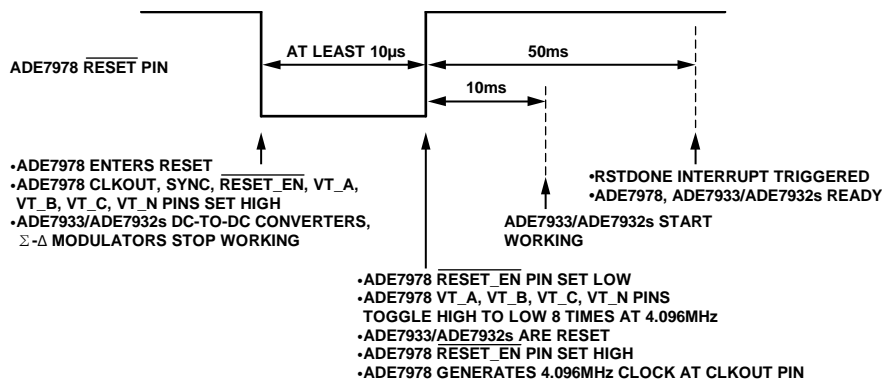 AT LEAST 10µs
50ms
ADE7978 RESET PIN
10ms
•ADE7978 ENTERS RESET
•ADE7978 CLKOUT, SYNC, RESET_EN, VT_A,
VT_B, VT_C, VT_N PINS SET HIGH
•ADE7933/ADE7932s DC-TO-DC CONVERTERS,
Σ-Δ MODULATORS STOP WORKING
•RSTDONE INTERRUPT TRIGGERED
•ADE7978, ADE7933/ADE7932s READY
ADE7933/ADE7932s START
WORKING
•ADE7978 RESET_EN PIN SET LOW
•ADE7978 VT_A, VT_B, VT_C, VT_N PINS
TOGGLE HIGH TO LOW 8 TIMES AT 4.096MHz
•ADE7933/ADE7932s ARE RESET
•ADE7978 RESET_EN PIN SET HIGH
•ADE7978 GENERATES 4.096MHz CLOCK AT CLKOUT PIN